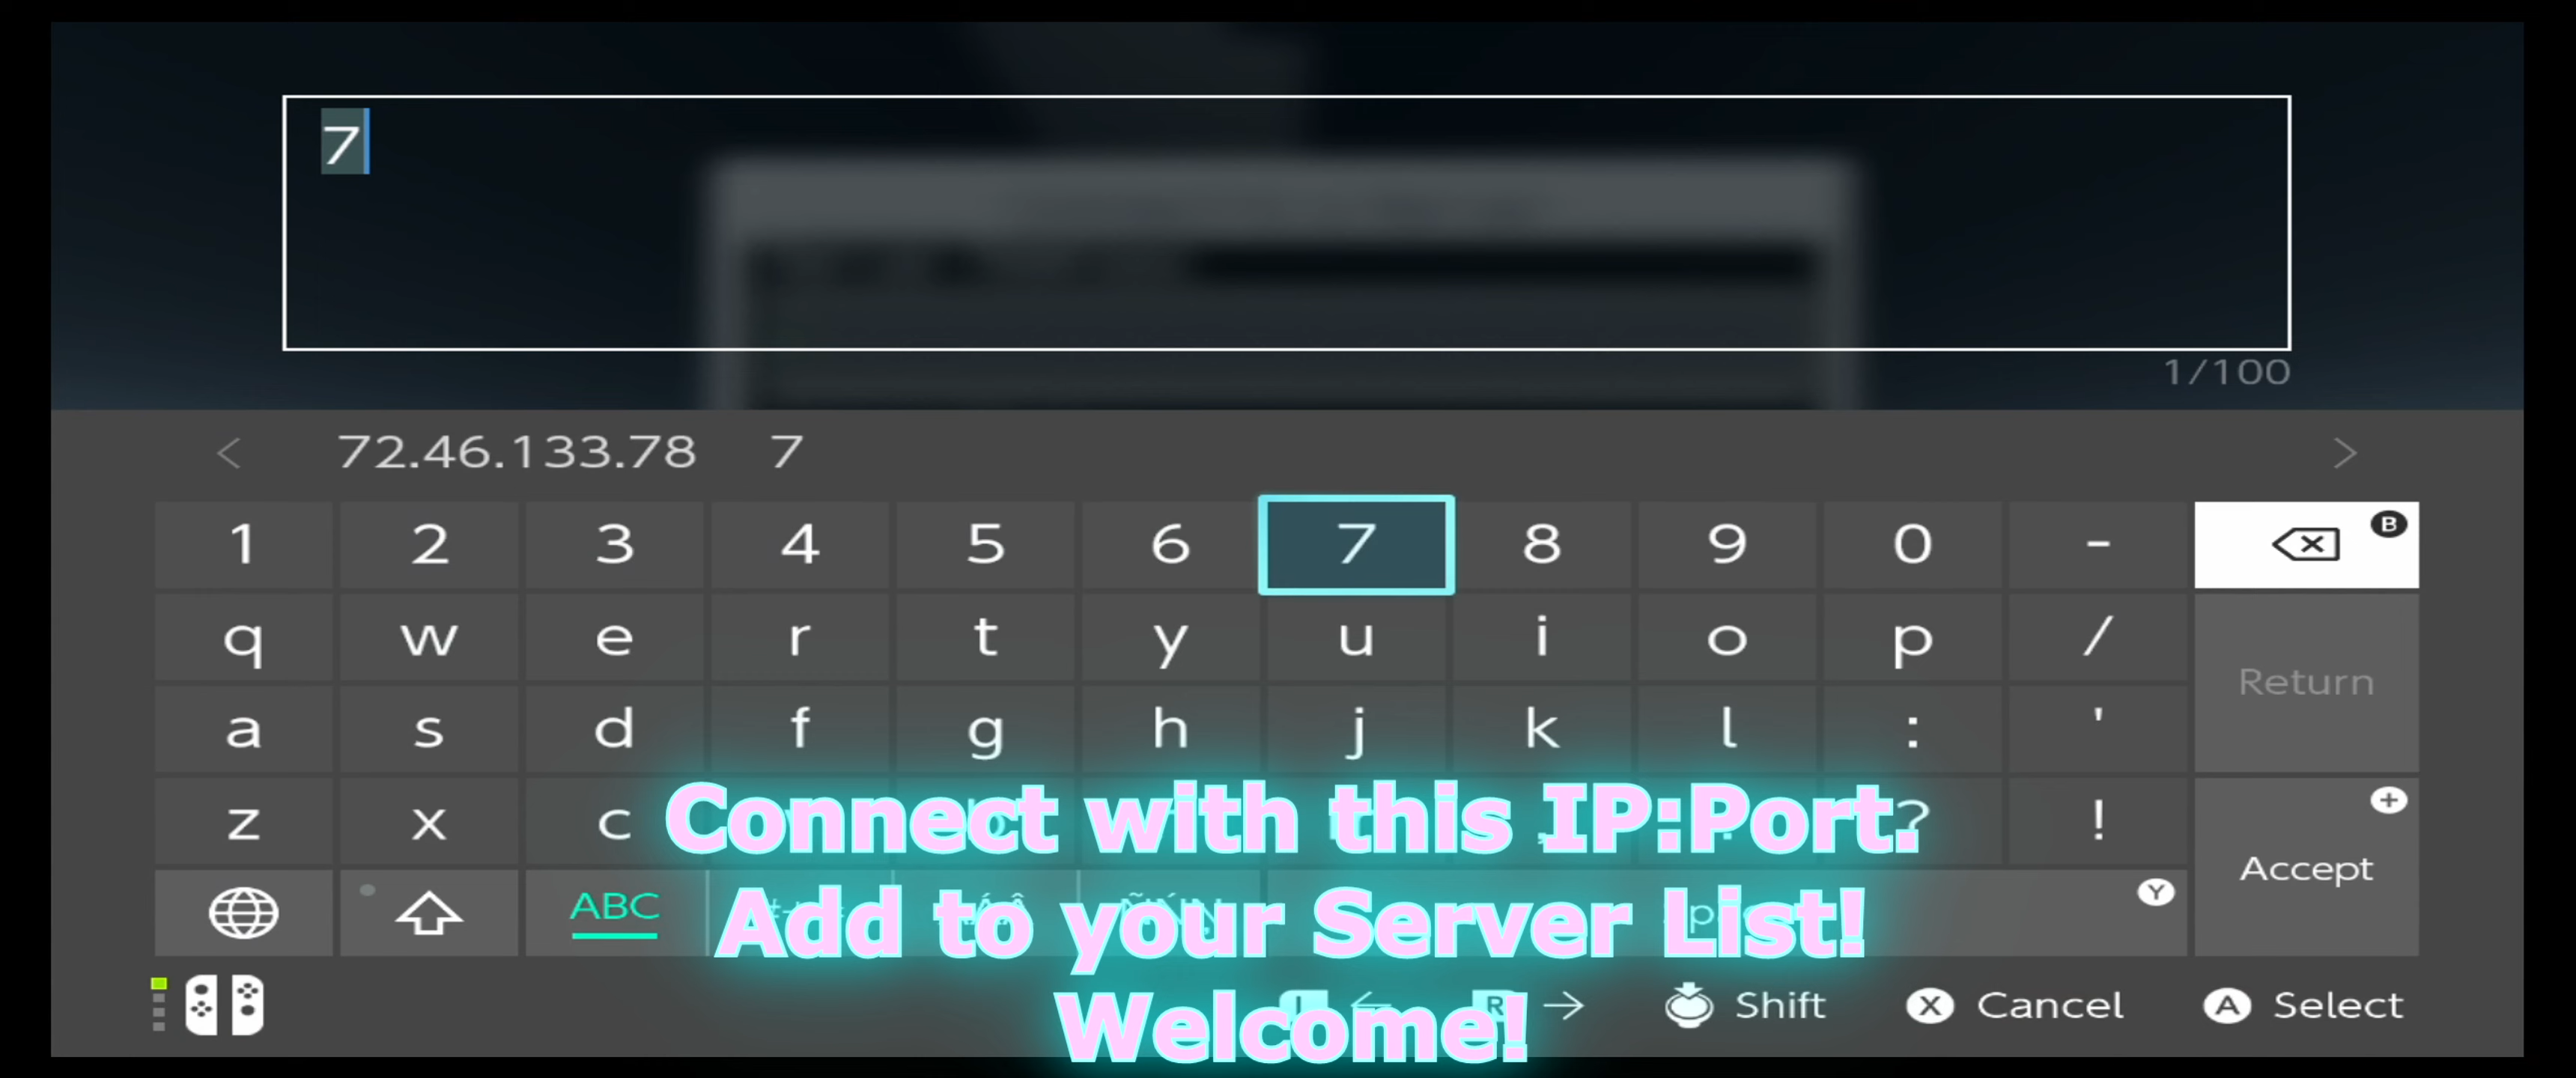 7
1/100
< 72.46.133.78 7 >
1 2 3 4 5 6 7 8 9 0 - B
q w e r t y u i o p /
Return
a s d f g h j k l : '
z x c ? ! +
Connect with this IP:Port.
Accept
ABC Y
Add to your Server List!
R Shift X Cancel A Select
Welcome!